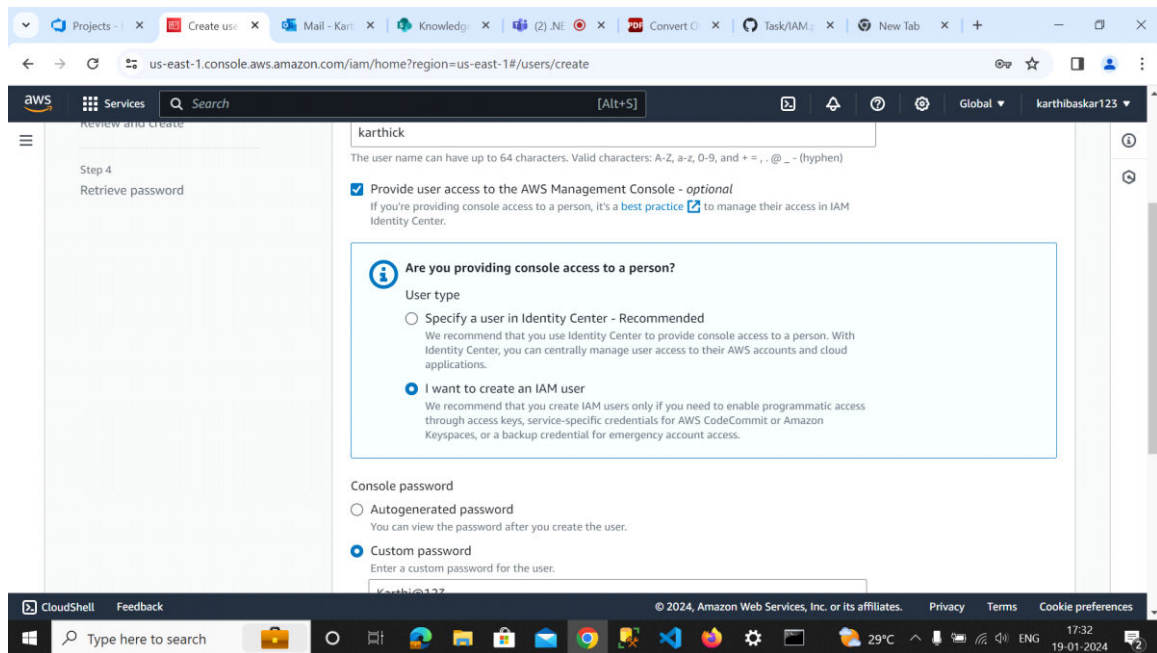 Projects - I
Create use
Mail - Kart
Knowledge
(2) .NE
Convert O
Task/IAM.
New Tab
us-east-1.console.aws.amazon.com/iam/home?region=us-east-1#/users/create
aws
Services
Search
[Alt+S]
Global
karthibaskar123
Review and create
Step 4
Retrieve password
karthick
The user name can have up to 64 characters. Valid characters: A-Z, a-z, 0-9, and + = , . @ _ - (hyphen)
Provide user access to the AWS Management Console - optional
If you're providing console access to a person, it's a best practice to manage their access in IAM
Identity Center.
Are you providing console access to a person?
User type
Specify a user in Identity Center - Recommended
We recommend that you use Identity Center to provide console access to a person. With
Identity Center, you can centrally manage user access to their AWS accounts and cloud
applications.
I want to create an IAM user
We recommend that you create IAM users only if you need to enable programmatic access
through access keys, service-specific credentials for AWS CodeCommit or Amazon
Keyspaces, or a backup credential for emergency account access.
Console password
Autogenerated password
You can view the password after you create the user.
Custom password
Enter a custom password for the user.
CloudShell
Feedback
© 2024, Amazon Web Services, Inc. or its affiliates.
Privacy
Terms
Cookie preferences
Type here to search
29°C
ENG
17:32
19-01-2024